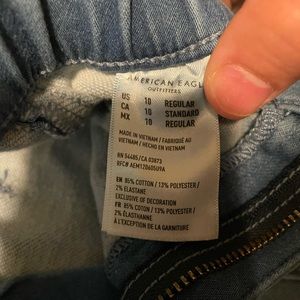 AMERICAN EAGLE
OUTFITTERS
US 10 REGULAR
CA 10 STANDARD
MX 10 REGULAR
MADE IN VIETNAM / FABRIQUÉ AU
VIETNAM / HECHO EN VIETNAM
RN 54485/CA 03873
RFC# AEM12060509A
EN 85% COTTON / 13% POLYESTER /
2% ELASTANE
EXCLUSIVE OF DECORATION
FR 85% COTON / 13% POLYESTER /
2% ÉLASTHANNE
À L'EXCEPTION DE LA GARNITURE